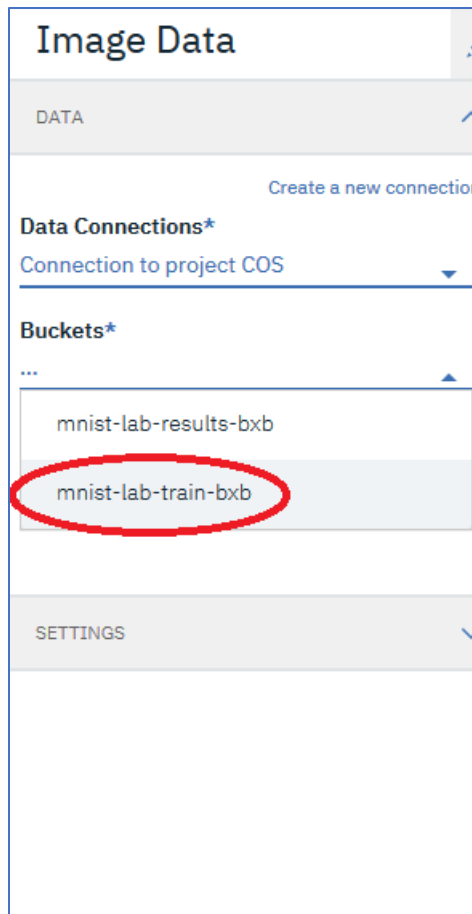 Image Data
DATA
Create a new connection
Data Connections*
Connection to project COS
Buckets*
...
mnist-lab-results-bxb
mnist-lab-train-bxb
SETTINGS